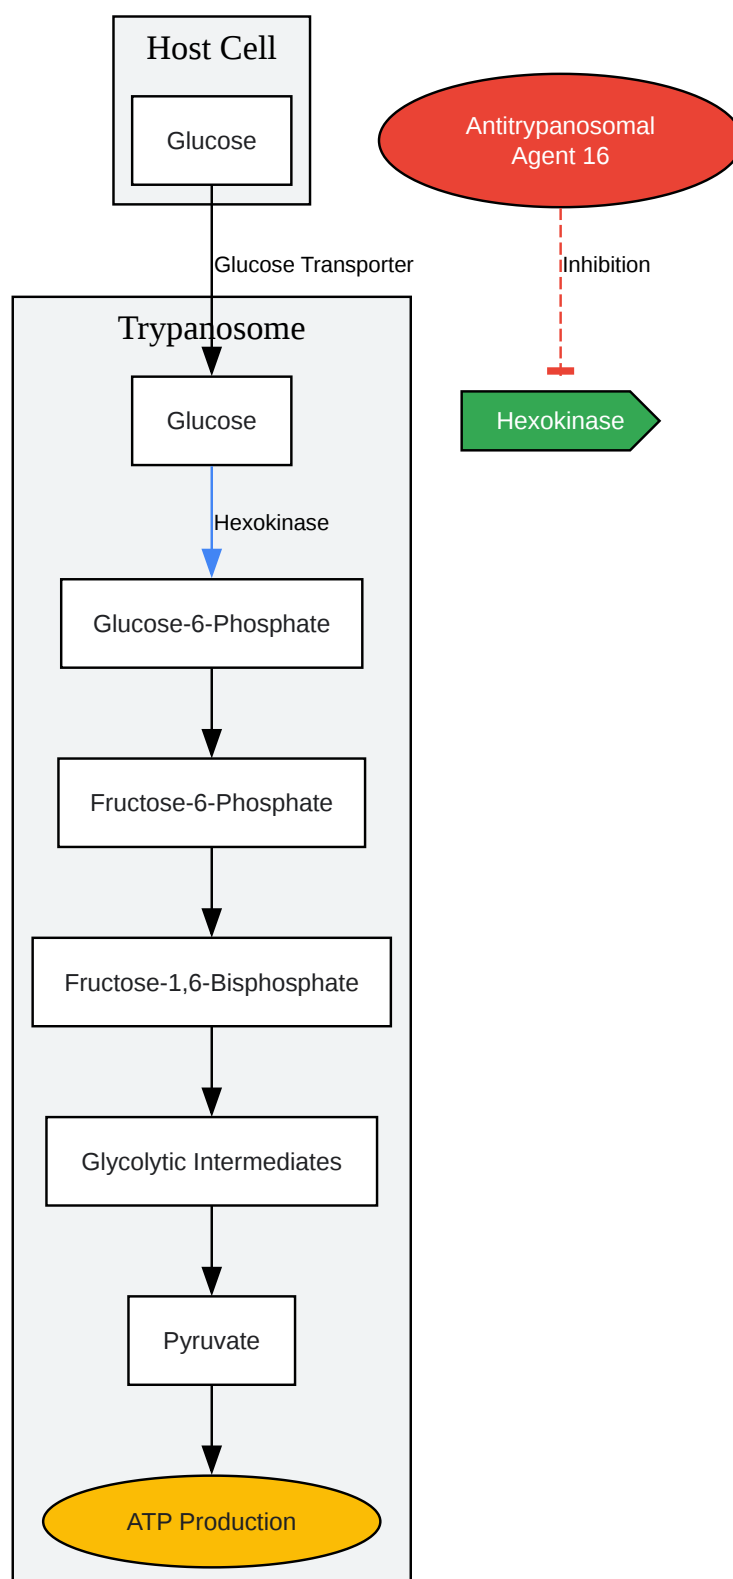 Host Cell
Glucose
Antitrypanosomal
Agent 16
Glucose Transporter
Inhibition
Trypanosome
Glucose
Hexokinase
Hexokinase
Glucose-6-Phosphate
Fructose-6-Phosphate
Fructose-1,6-Bisphosphate
Glycolytic Intermediates
Pyruvate
ATP Production